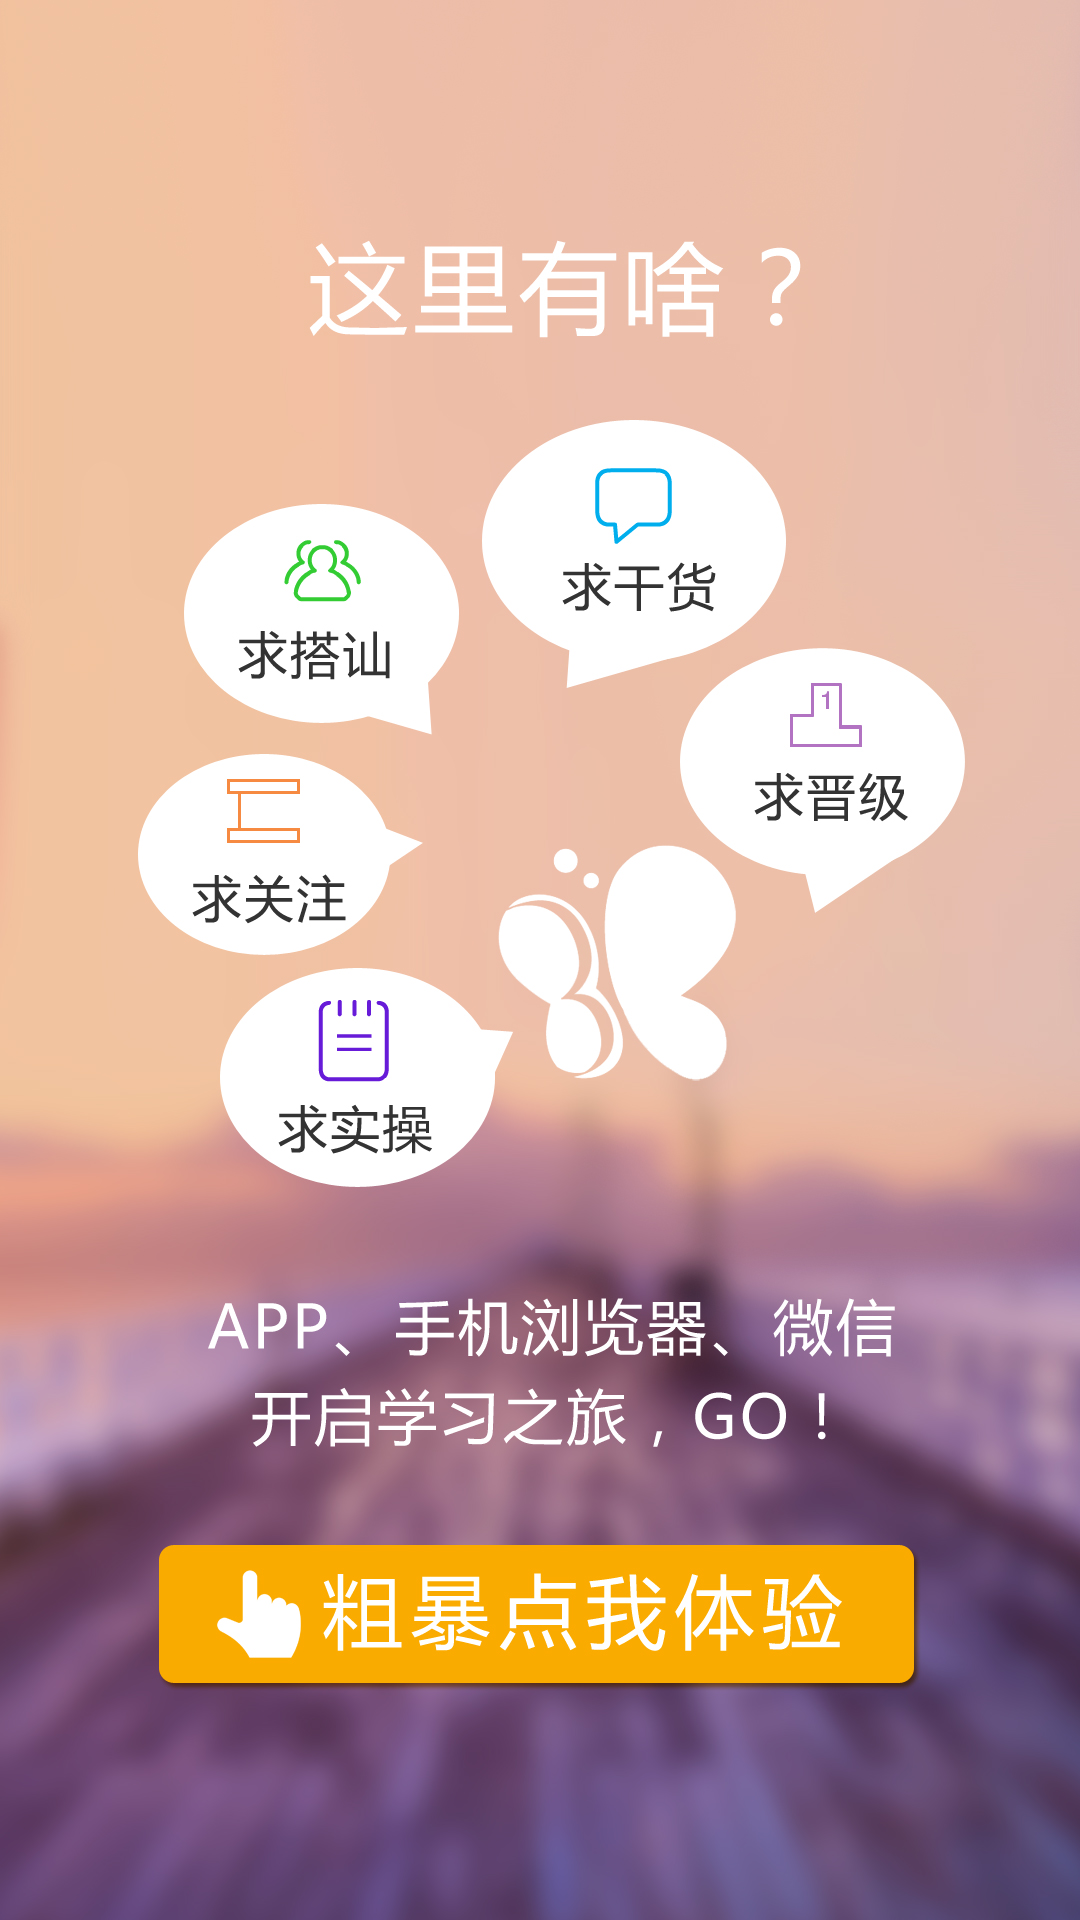 这里有啥？
求干货
求搭讪
求晋级
1
求关注
求实操
APP、手机浏览器、微信
开启学习之旅，GO！
粗暴点我体验